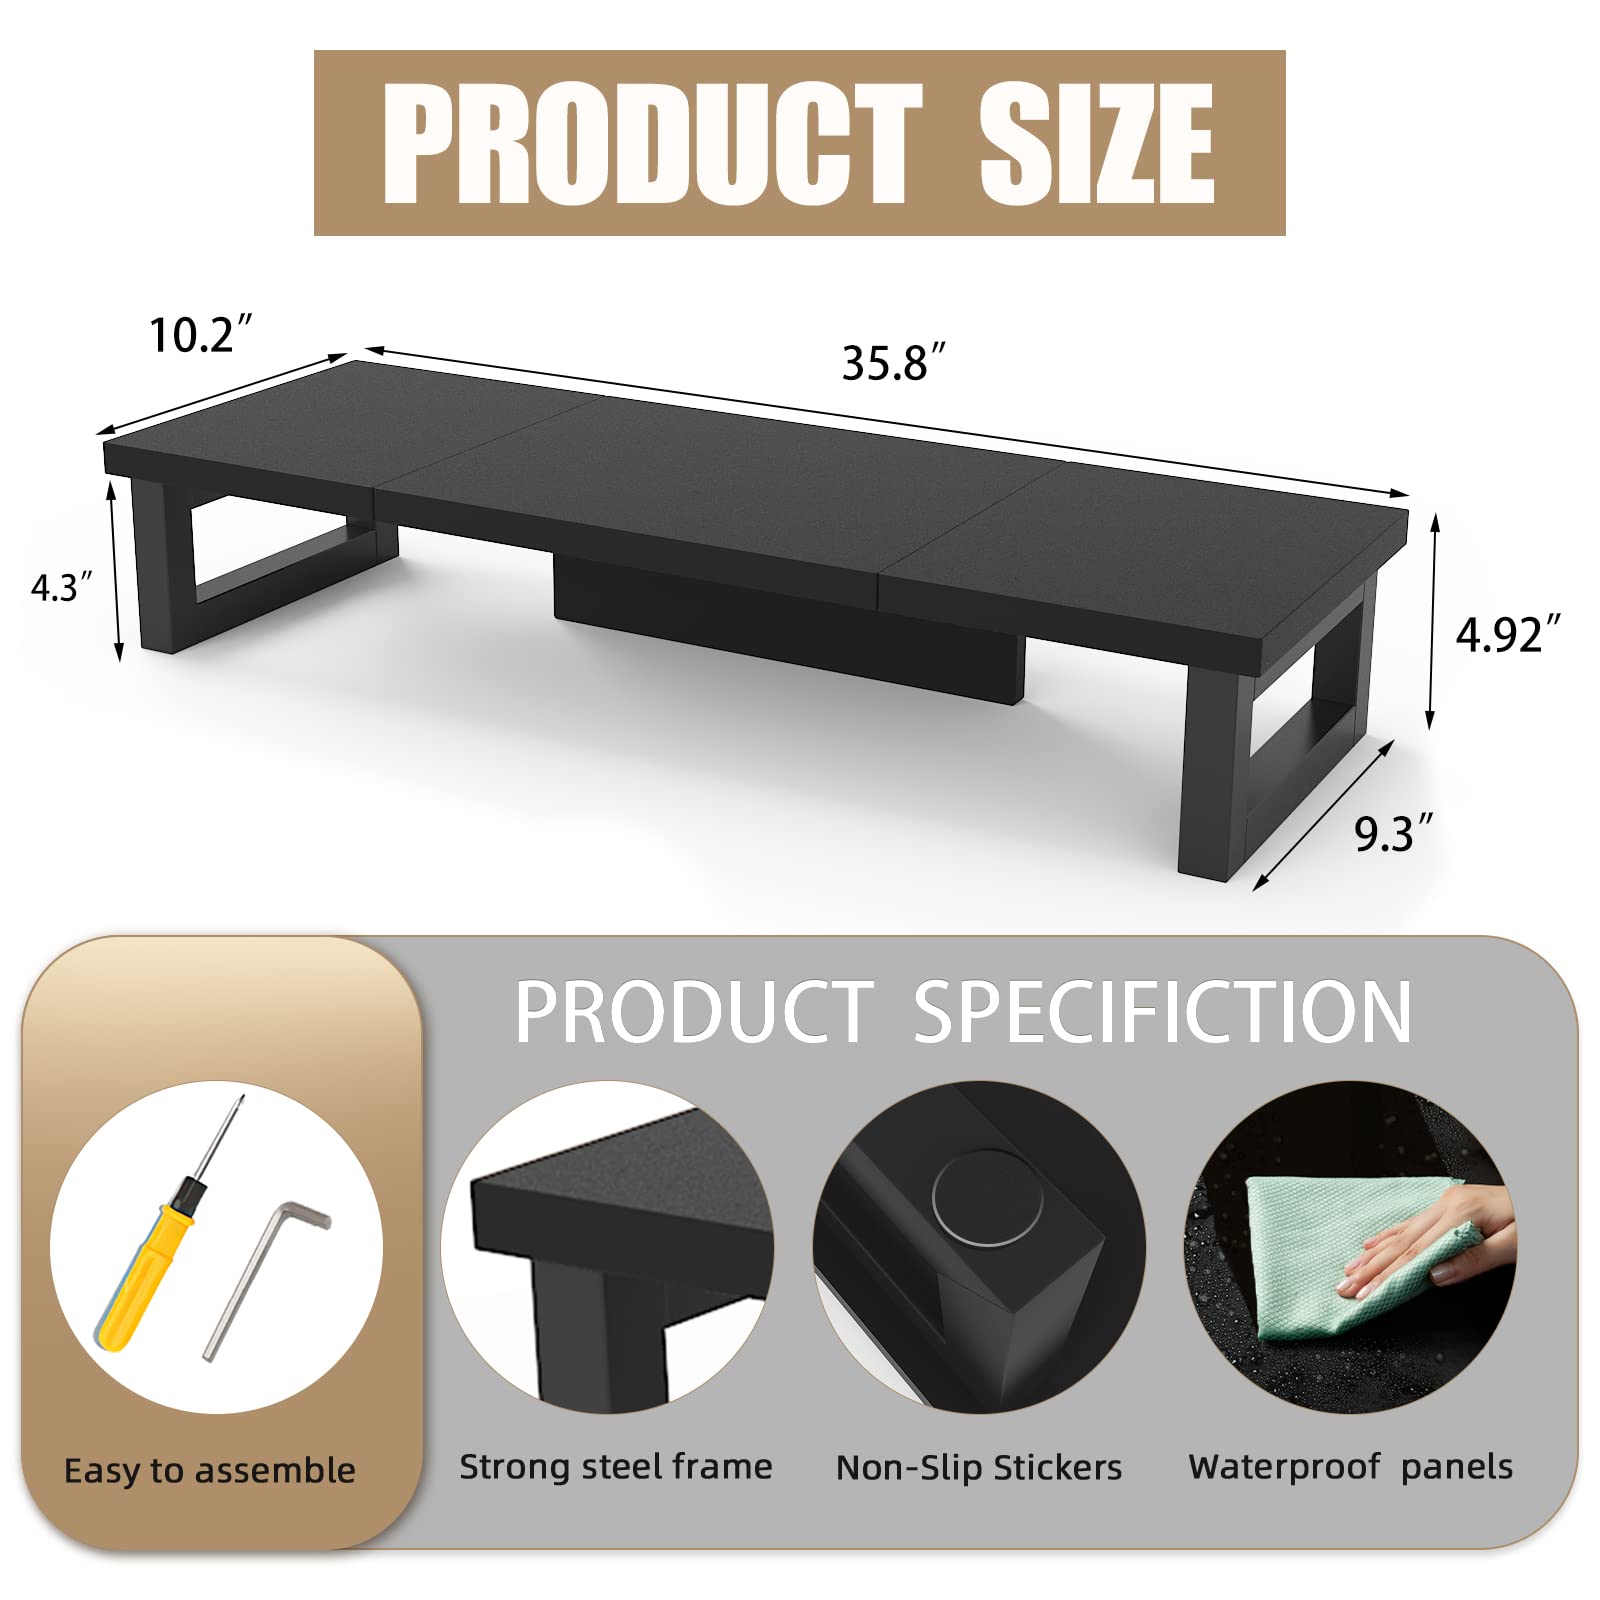 PRODUCT SIZE
10.2″
35.8″
4.3″
4.92″
9.3″
PRODUCT SPECIFICTION
Easy to assemble
Strong steel frame
Non-Slip Stickers
Waterproof panels